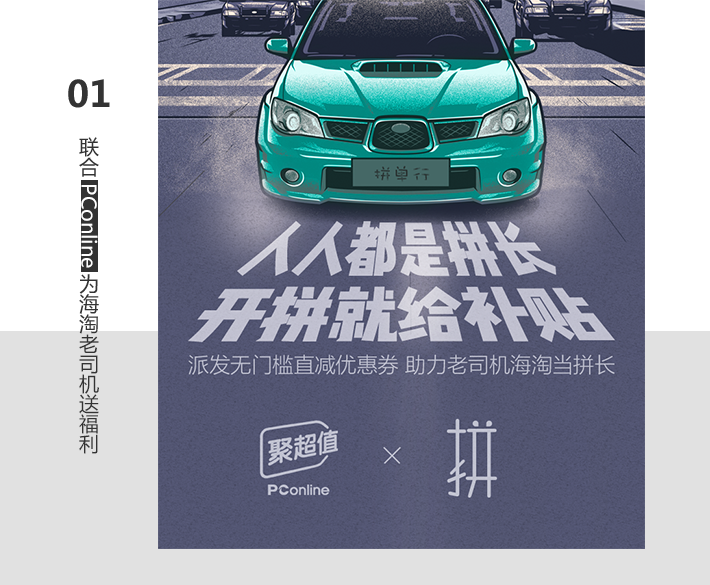 01
联合PConline为海淘老司机送福利
拼单行
人人都是拼长
开拼就给补贴
派发无门槛直减优惠券 助力老司机海淘当拼长
聚超值
PConline
×
拼